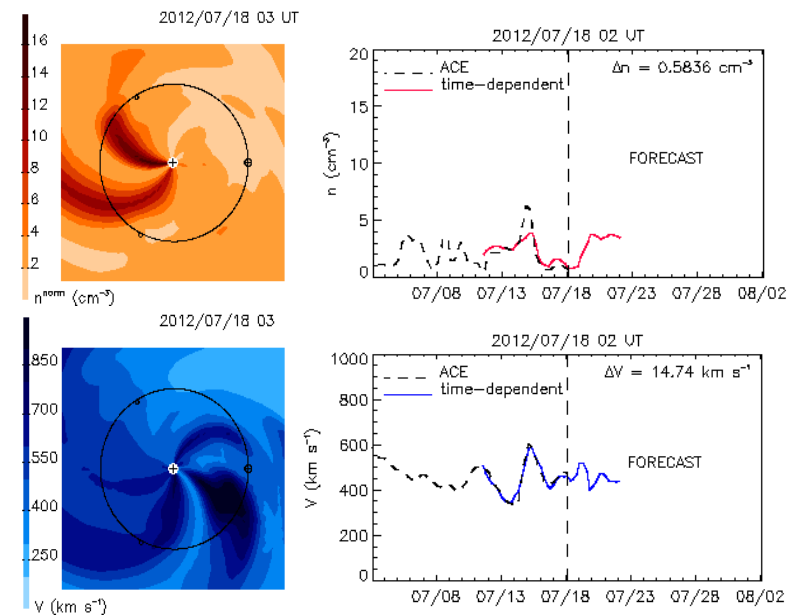 2012/07/18 03 UT
16
14
12
10
8
6
4
2
n^norm (cm⁻³)
2012/07/18 02 UT
ACE
time-dependent
Δn = 0.5836 cm⁻³
FORECAST
n (cm⁻³)
20
15
10
5
0
07/08 07/13 07/18 07/23 07/28 08/02
2012/07/18 03
850
700
550
400
250
V (km s⁻¹)
2012/07/18 02 UT
ACE
time-dependent
ΔV = 14.74 km s⁻¹
FORECAST
V (km s⁻¹)
1000
800
600
400
200
0
07/08 07/13 07/18 07/23 07/28 08/02